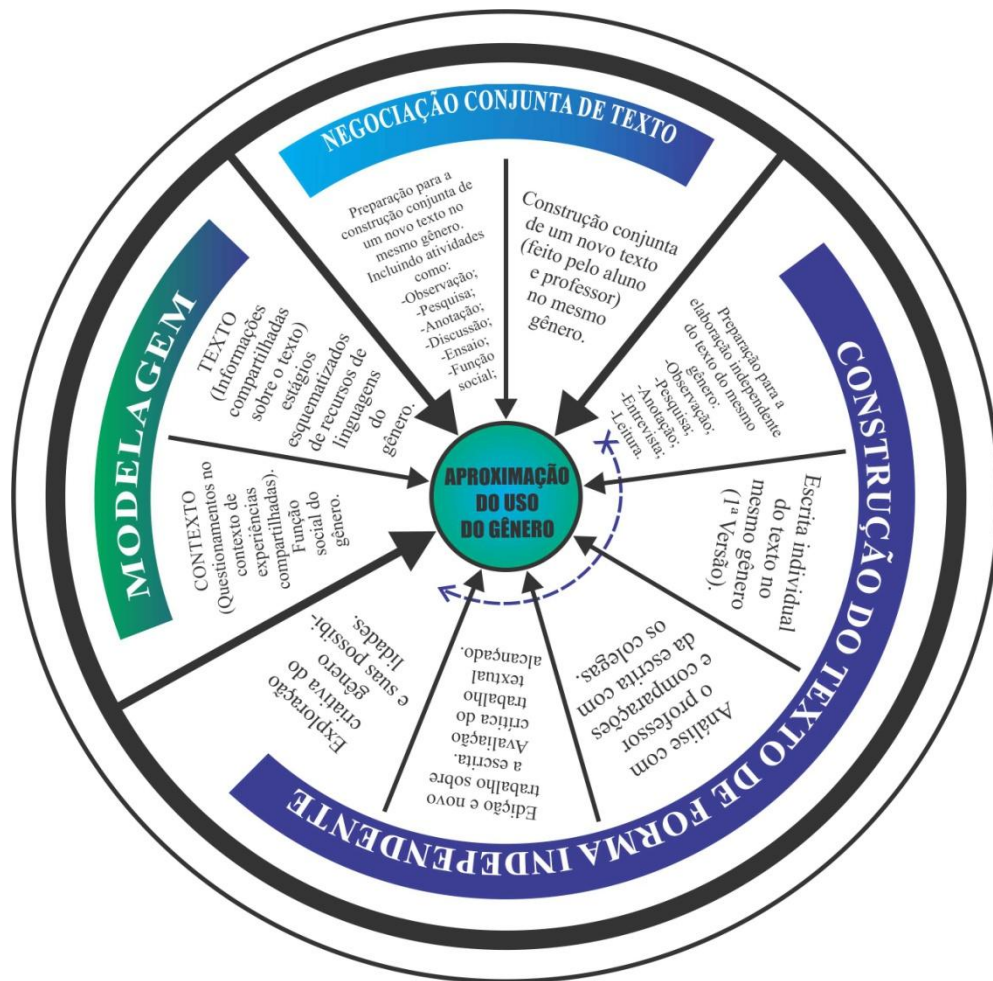 NEGOCIAÇÃO CONJUNTA DE TEXTO
Preparação para a
construção conjunta de
um novo texto no
mesmo gênero.
Incluindo atividades
como:
-Observação;
-Pesquisa;
-Anotação;
-Discussão;
-Ensaio;
-Função
social;
Construção conjunta
de um novo texto
(feito pelo aluno
e professor)
no mesmo
gênero.
CONSTRUÇÃO DO TEXTO DE FORMA INDEPENDENTE
Preparação para a
elaboração independente
do texto do mesmo
gênero;
-Observação;
-Pesquisa;
-Anotação;
-Entrevista;
-Leitura.
Escrita individual
do texto no
mesmo gênero
(1ª Versão).
Análise com
o professor
e comparações
da escrita com
os colegas.
Edição e novo
trabalho sobre
a escrita.
Avaliação
crítica do
trabalho
textual
alcançado.
Exploração
criativa do
gênero
e suas possibi-
lidades.
MODELAGEM
CONTEXTO
(Questionamentos no
contexto de
experiências
compartilhadas).
Função
social do
gênero.
TEXTO
(Informações
compartilhadas
sobre o texto)
estágios
esquematizados
de recursos de
linguagens
do
gênero.
APROXIMAÇÃO
DO USO
DO GÊNERO